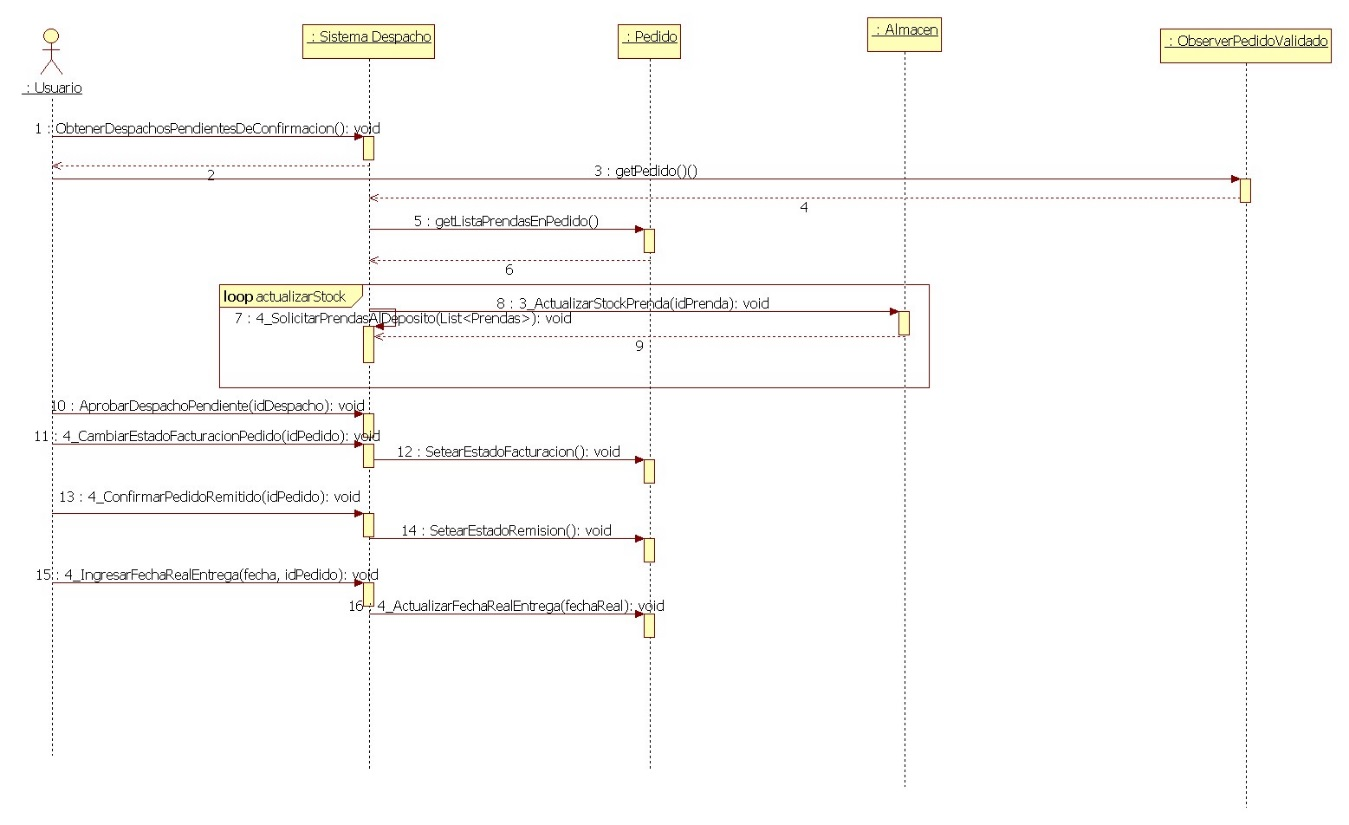 : Sistema Despacho
: Pedido
: Almacen
: ObserverPedidoValidado
: Usuario
1 : ObtenerDespachosPendientesDeConfirmacion(): void
2
3 : getPedido()()
4
5 : getListaPrendasEnPedido()
6
loop actualizarStock
8 : 3_ActualizarStockPrenda(idPrenda): void
7 : 4_SolicitarPrendasAlDeposito(List<Prendas>): void
9
10 : AprobarDespachoPendiente(idDespacho): void
11 : 4_CambiarEstadoFacturacionPedido(idPedido): void
12 : SetearEstadoFacturacion(): void
13 : 4_ConfirmarPedidoRemitido(idPedido): void
14 : SetearEstadoRemision(): void
15 : 4_IngresarFechaRealEntrega(fecha, idPedido): void
16 : 4_ActualizarFechaRealEntrega(fechaReal): void